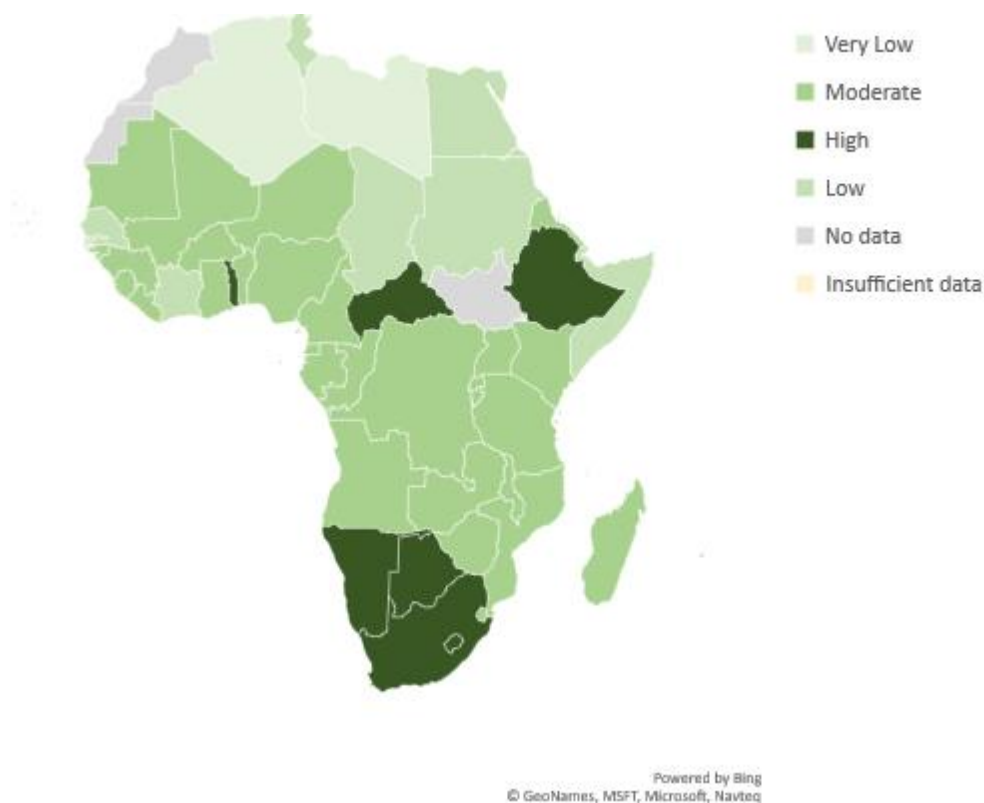 Very Low
Moderate
High
Low
No data
Insufficient data
Powered by Bing
© GeoNames, MSFT, Microsoft, Navteq